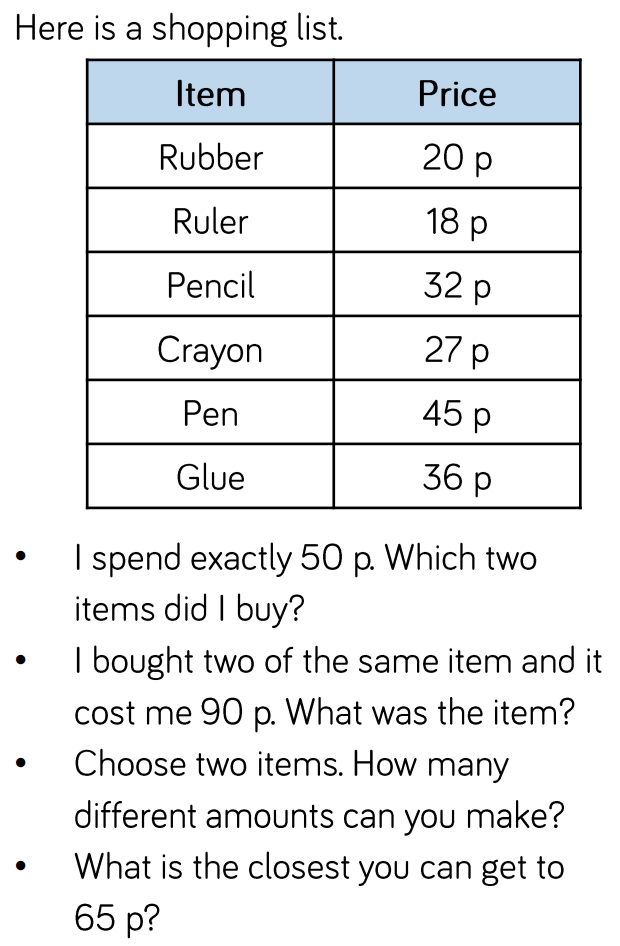 Here is a shopping list.
Item Price
Rubber 20 p
Ruler 18 p
Pencil 32 p
Crayon 27 p
Pen 45 p
Glue 36 p
• I spend exactly 50 p. Which two
items did I buy?
• I bought two of the same item and it
cost me 90 p. What was the item?
• Choose two items. How many
different amounts can you make?
• What is the closest you can get to
65 p?